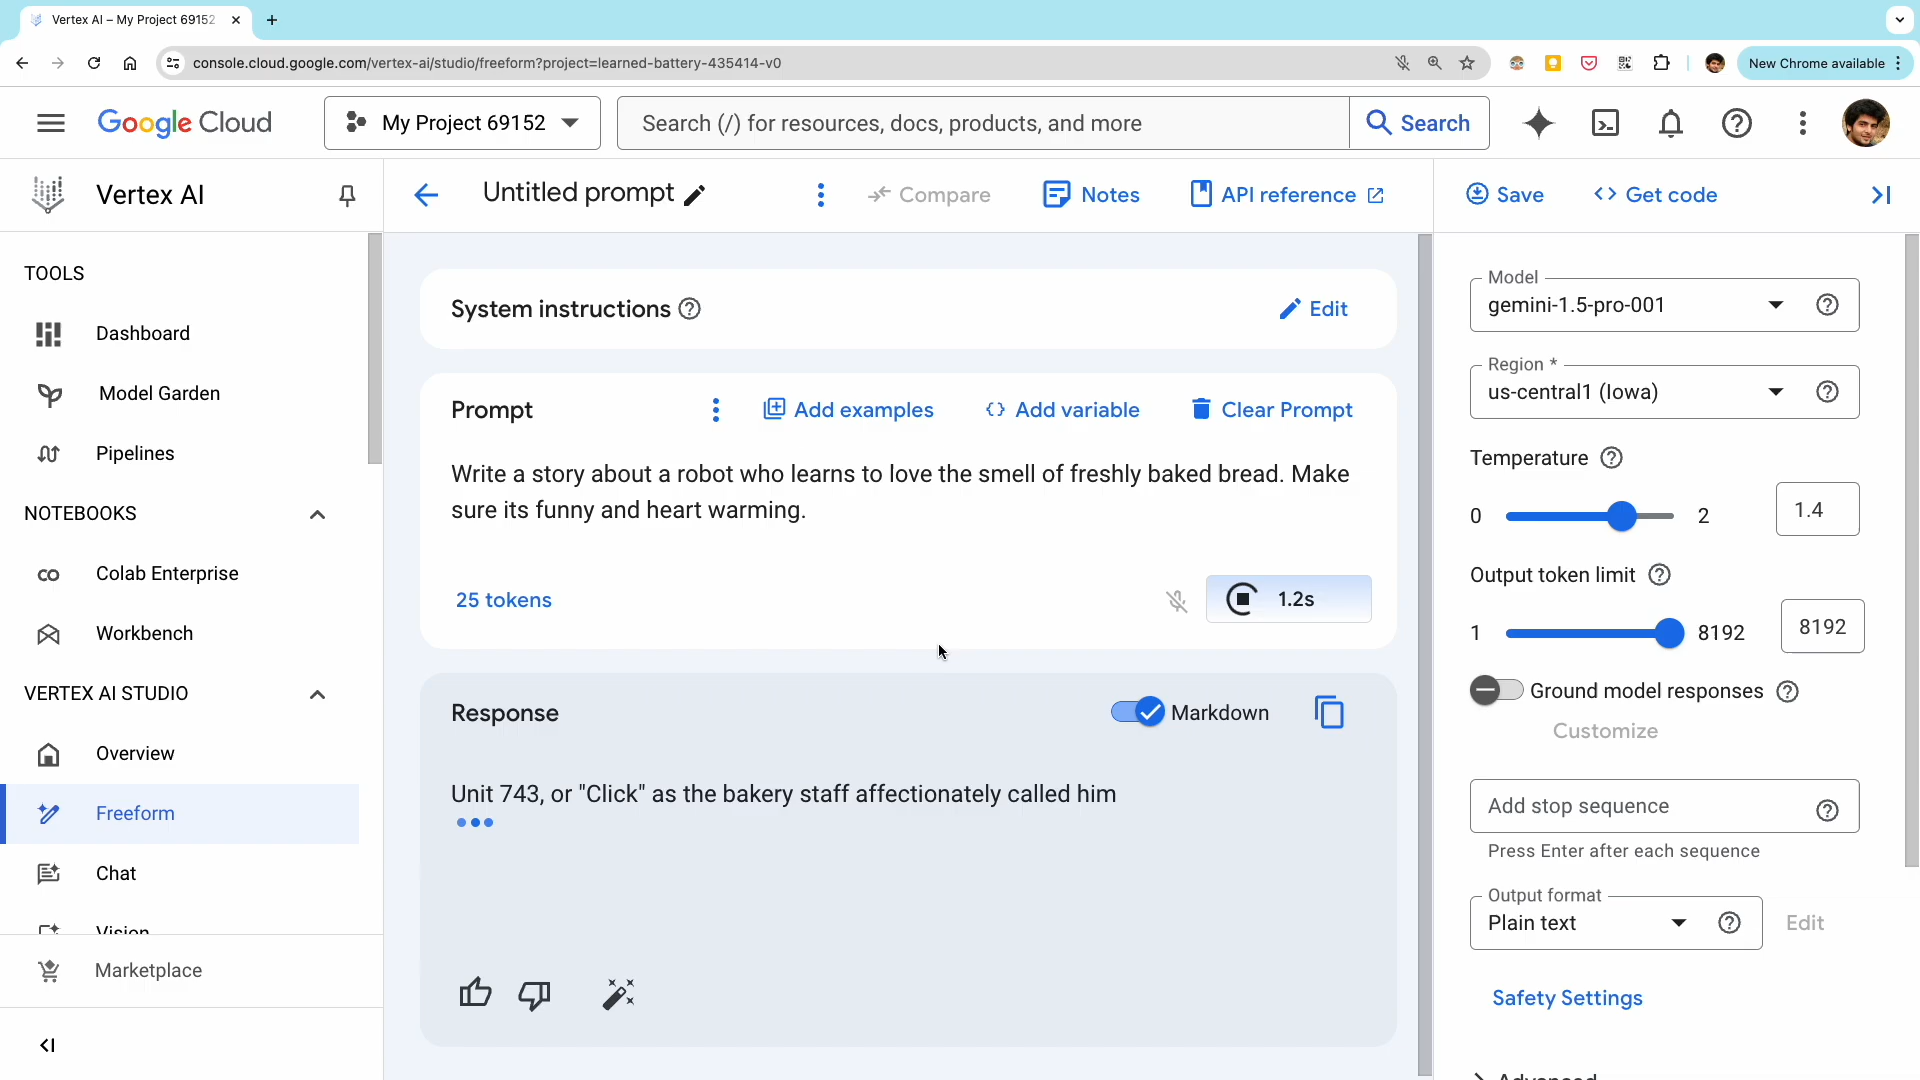 Vertex AI – My Project 69152
console.cloud.google.com/vertex-ai/studio/freeform?project=learned-battery-435414-v0
New Chrome available
Google Cloud
My Project 69152
Search (/) for resources, docs, products, and more
Search
Vertex AI
Untitled prompt
Compare
Notes
API reference
Save
Get code
TOOLS
Dashboard
Model Garden
Pipelines
NOTEBOOKS
Colab Enterprise
Workbench
VERTEX AI STUDIO
Overview
Freeform
Chat
Vision
Marketplace
System instructions
Edit
Prompt
Add examples
Add variable
Clear Prompt
Write a story about a robot who learns to love the smell of freshly baked bread. Make
sure its funny and heart warming.
25 tokens
1.2s
Response
Markdown
Unit 743, or "Click" as the bakery staff affectionately called him
Model
gemini-1.5-pro-001
Region *
us-central1 (Iowa)
Temperature
0
2
1.4
Output token limit
1
8192
8192
Ground model responses
Customize
Add stop sequence
Press Enter after each sequence
Output format
Plain text
Edit
Safety Settings
Advanced